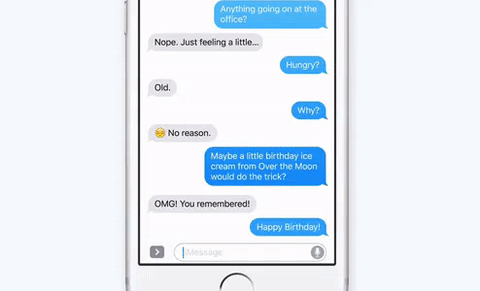 Anything going on at the
office?
Nope. Just feeling a little...
Hungry?
Old.
Why?
😔 No reason.
Maybe a little birthday ice
cream from Over the Moon
would do the trick?
OMG! You remembered!
Happy Birthday!
iMessage